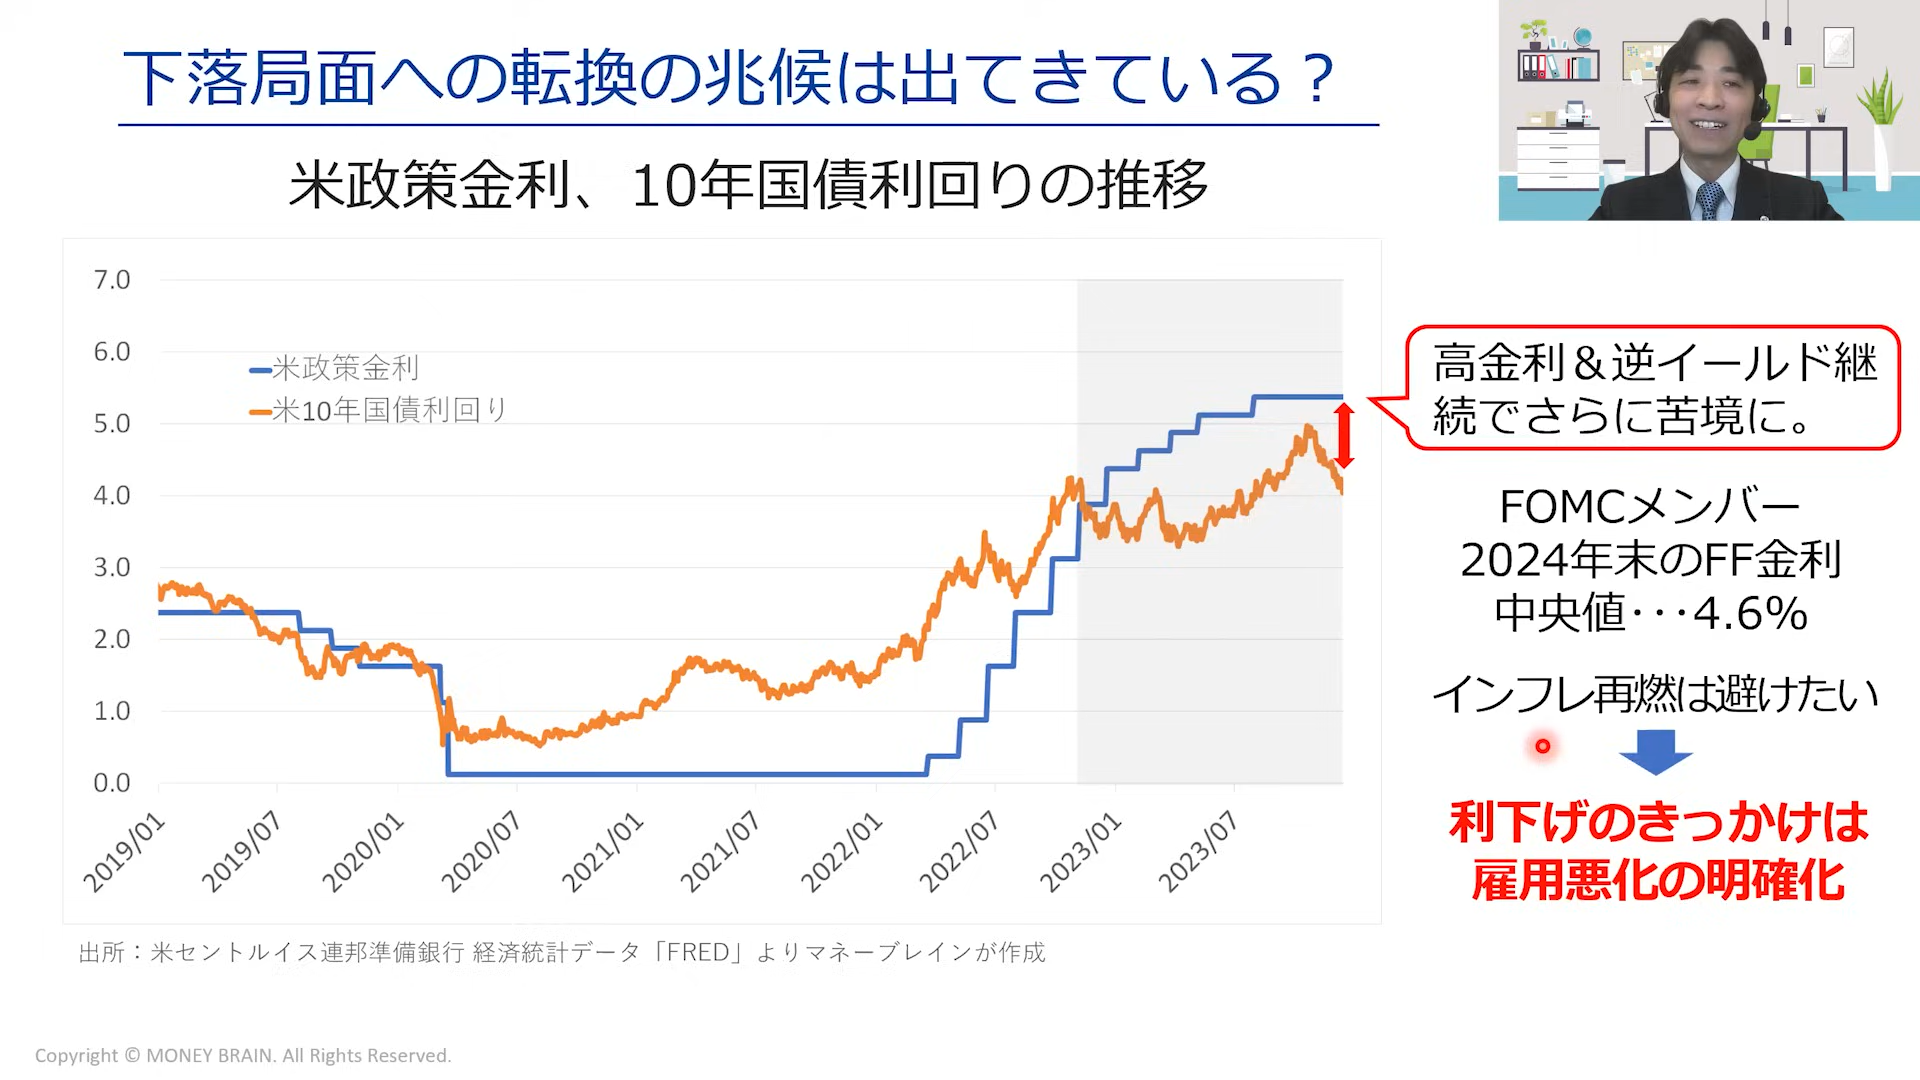 下落局面への転換の兆候は出てきている？
米政策金利、10年国債利回りの推移
7.0
6.0
5.0
4.0
3.0
2.0
1.0
0.0
米政策金利
米10年国債利回り
2019/01
2019/07
2020/01
2020/07
2021/01
2021/07
2022/01
2022/07
2023/01
2023/07
高金利＆逆イールド継
続でさらに苦境に。
FOMCメンバー
2024年末のFF金利
中央値･･･4.6%
インフレ再燃は避けたい
利下げのきっかけは
雇用悪化の明確化
出所：米セントルイス連邦準備銀行 経済統計データ「FRED」よりマネーブレインが作成
Copyright © MONEY BRAIN. All Rights Reserved.